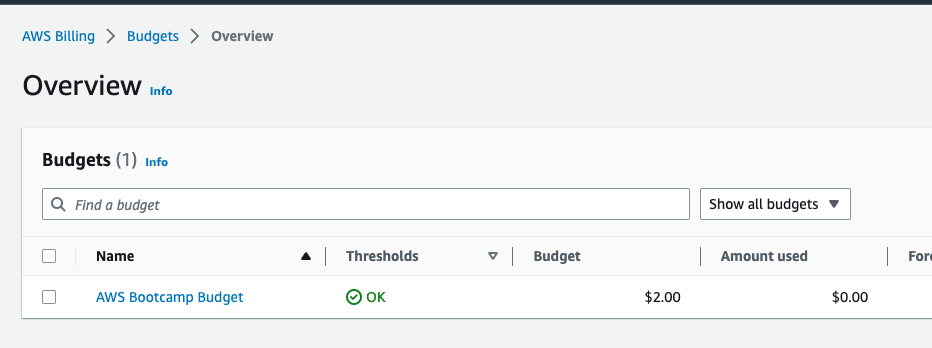 AWS Billing > Budgets > Overview
Overview Info
Budgets (1) Info
Find a budget Show all budgets
Name Thresholds Budget Amount used Fore
AWS Bootcamp Budget OK $2.00 $0.00